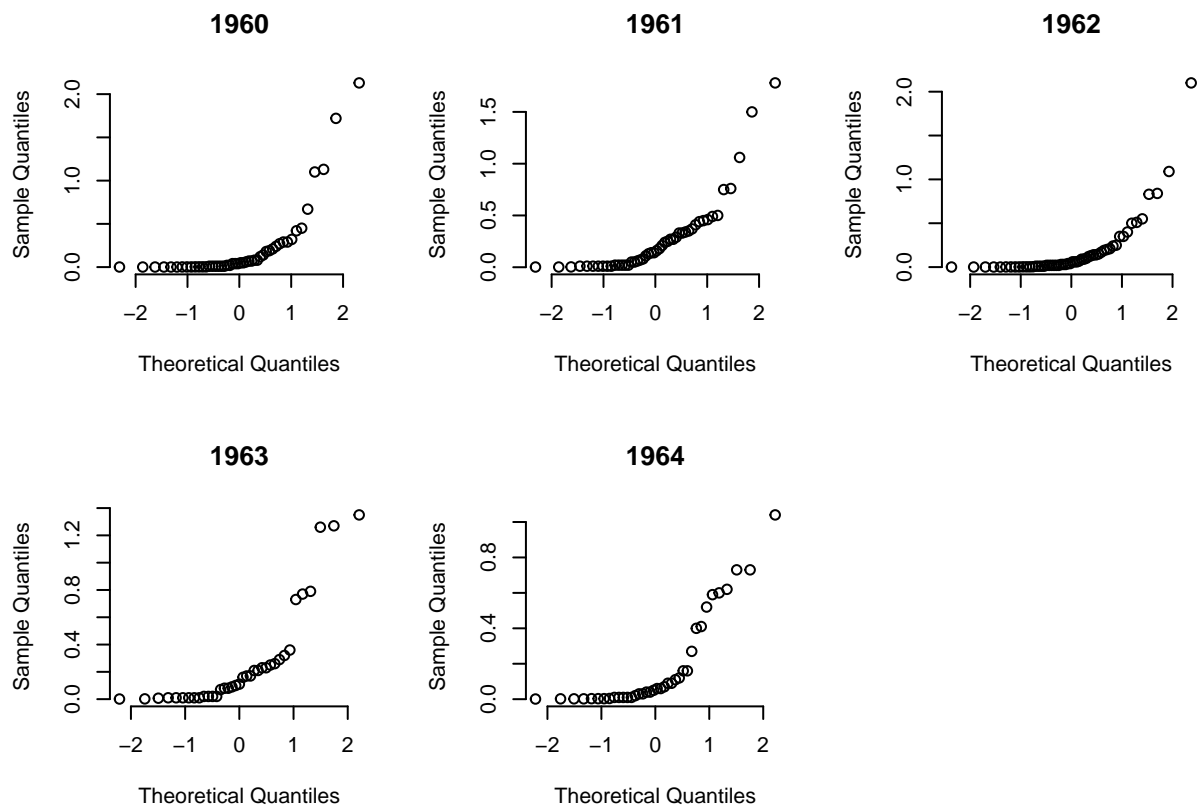 1960
Sample Quantiles
0.0 1.0 2.0
−2 −1 0 1 2
Theoretical Quantiles
1961
Sample Quantiles
0.0 0.5 1.0 1.5
−2 −1 0 1 2
Theoretical Quantiles
1962
Sample Quantiles
0.0 1.0 2.0
−2 −1 0 1 2
Theoretical Quantiles
1963
Sample Quantiles
0.0 0.4 0.8 1.2
−2 −1 0 1 2
Theoretical Quantiles
1964
Sample Quantiles
0.0 0.4 0.8
−2 −1 0 1 2
Theoretical Quantiles